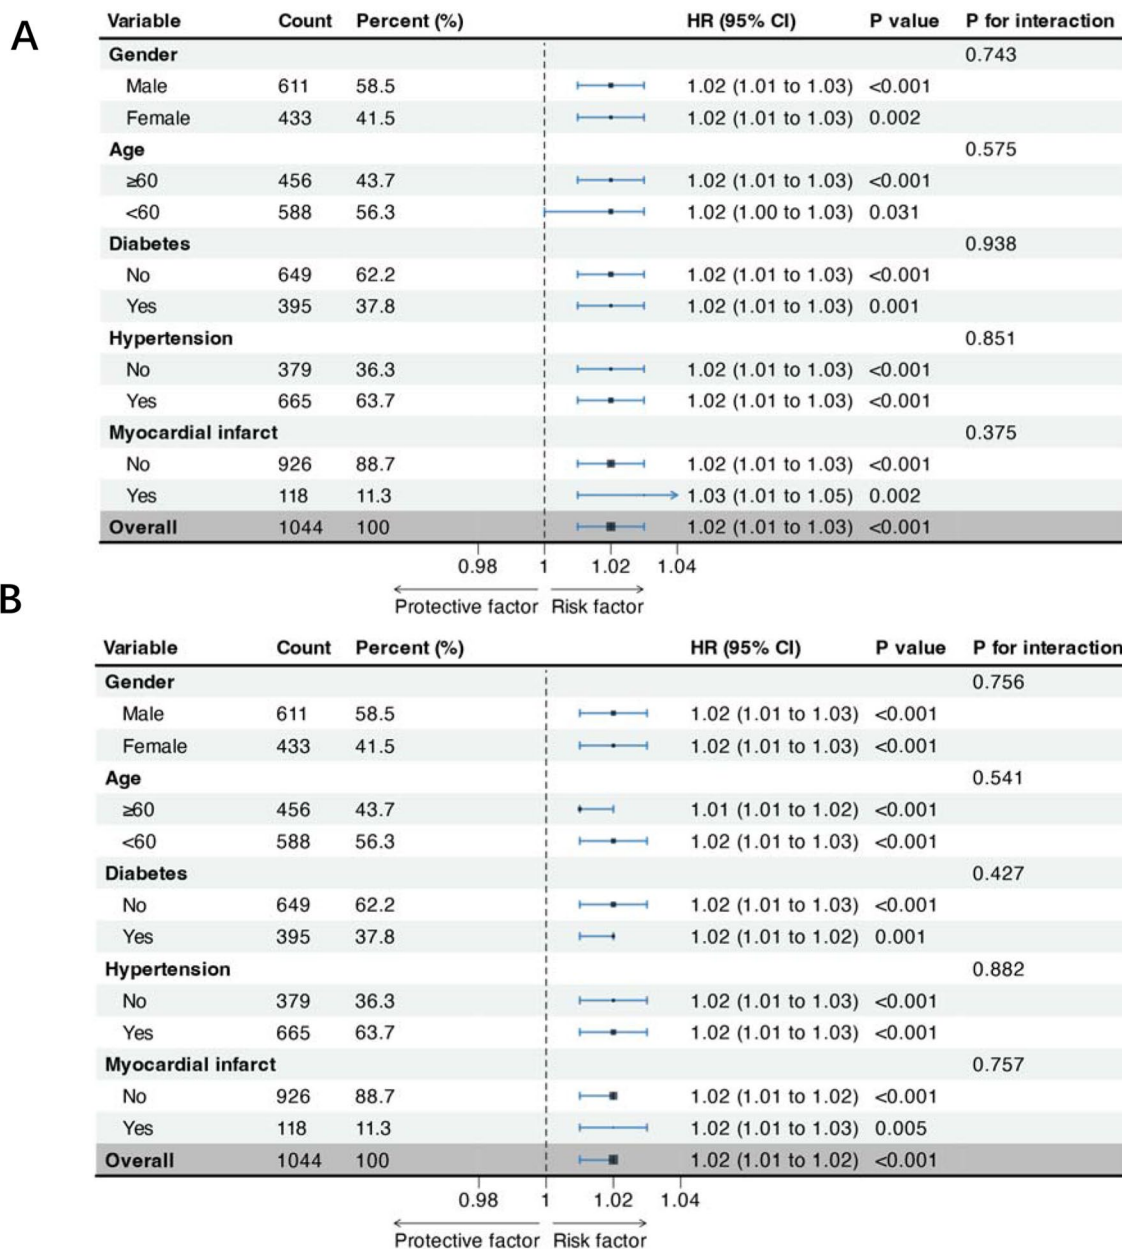 A
Variable Count Percent (%) HR (95% CI) P value P for interaction
Gender 0.743
Male 611 58.5 1.02 (1.01 to 1.03) <0.001
Female 433 41.5 1.02 (1.01 to 1.03) 0.002
Age 0.575
≥60 456 43.7 1.02 (1.01 to 1.03) <0.001
<60 588 56.3 1.02 (1.00 to 1.03) 0.031
Diabetes 0.938
No 649 62.2 1.02 (1.01 to 1.03) <0.001
Yes 395 37.8 1.02 (1.01 to 1.03) 0.001
Hypertension 0.851
No 379 36.3 1.02 (1.01 to 1.03) <0.001
Yes 665 63.7 1.02 (1.01 to 1.03) <0.001
Myocardial infarct 0.375
No 926 88.7 1.02 (1.01 to 1.03) <0.001
Yes 118 11.3 1.03 (1.01 to 1.05) 0.002
Overall 1044 100 1.02 (1.01 to 1.03) <0.001
0.98 1 1.02 1.04
Protective factor Risk factor
B
Variable Count Percent (%) HR (95% CI) P value P for interaction
Gender 0.756
Male 611 58.5 1.02 (1.01 to 1.03) <0.001
Female 433 41.5 1.02 (1.01 to 1.03) <0.001
Age 0.541
≥60 456 43.7 1.01 (1.01 to 1.02) <0.001
<60 588 56.3 1.02 (1.01 to 1.03) <0.001
Diabetes 0.427
No 649 62.2 1.02 (1.01 to 1.03) <0.001
Yes 395 37.8 1.02 (1.01 to 1.02) 0.001
Hypertension 0.882
No 379 36.3 1.02 (1.01 to 1.03) <0.001
Yes 665 63.7 1.02 (1.01 to 1.03) <0.001
Myocardial infarct 0.757
No 926 88.7 1.02 (1.01 to 1.02) <0.001
Yes 118 11.3 1.02 (1.01 to 1.03) 0.005
Overall 1044 100 1.02 (1.01 to 1.02) <0.001
0.98 1 1.02 1.04
Protective factor Risk factor